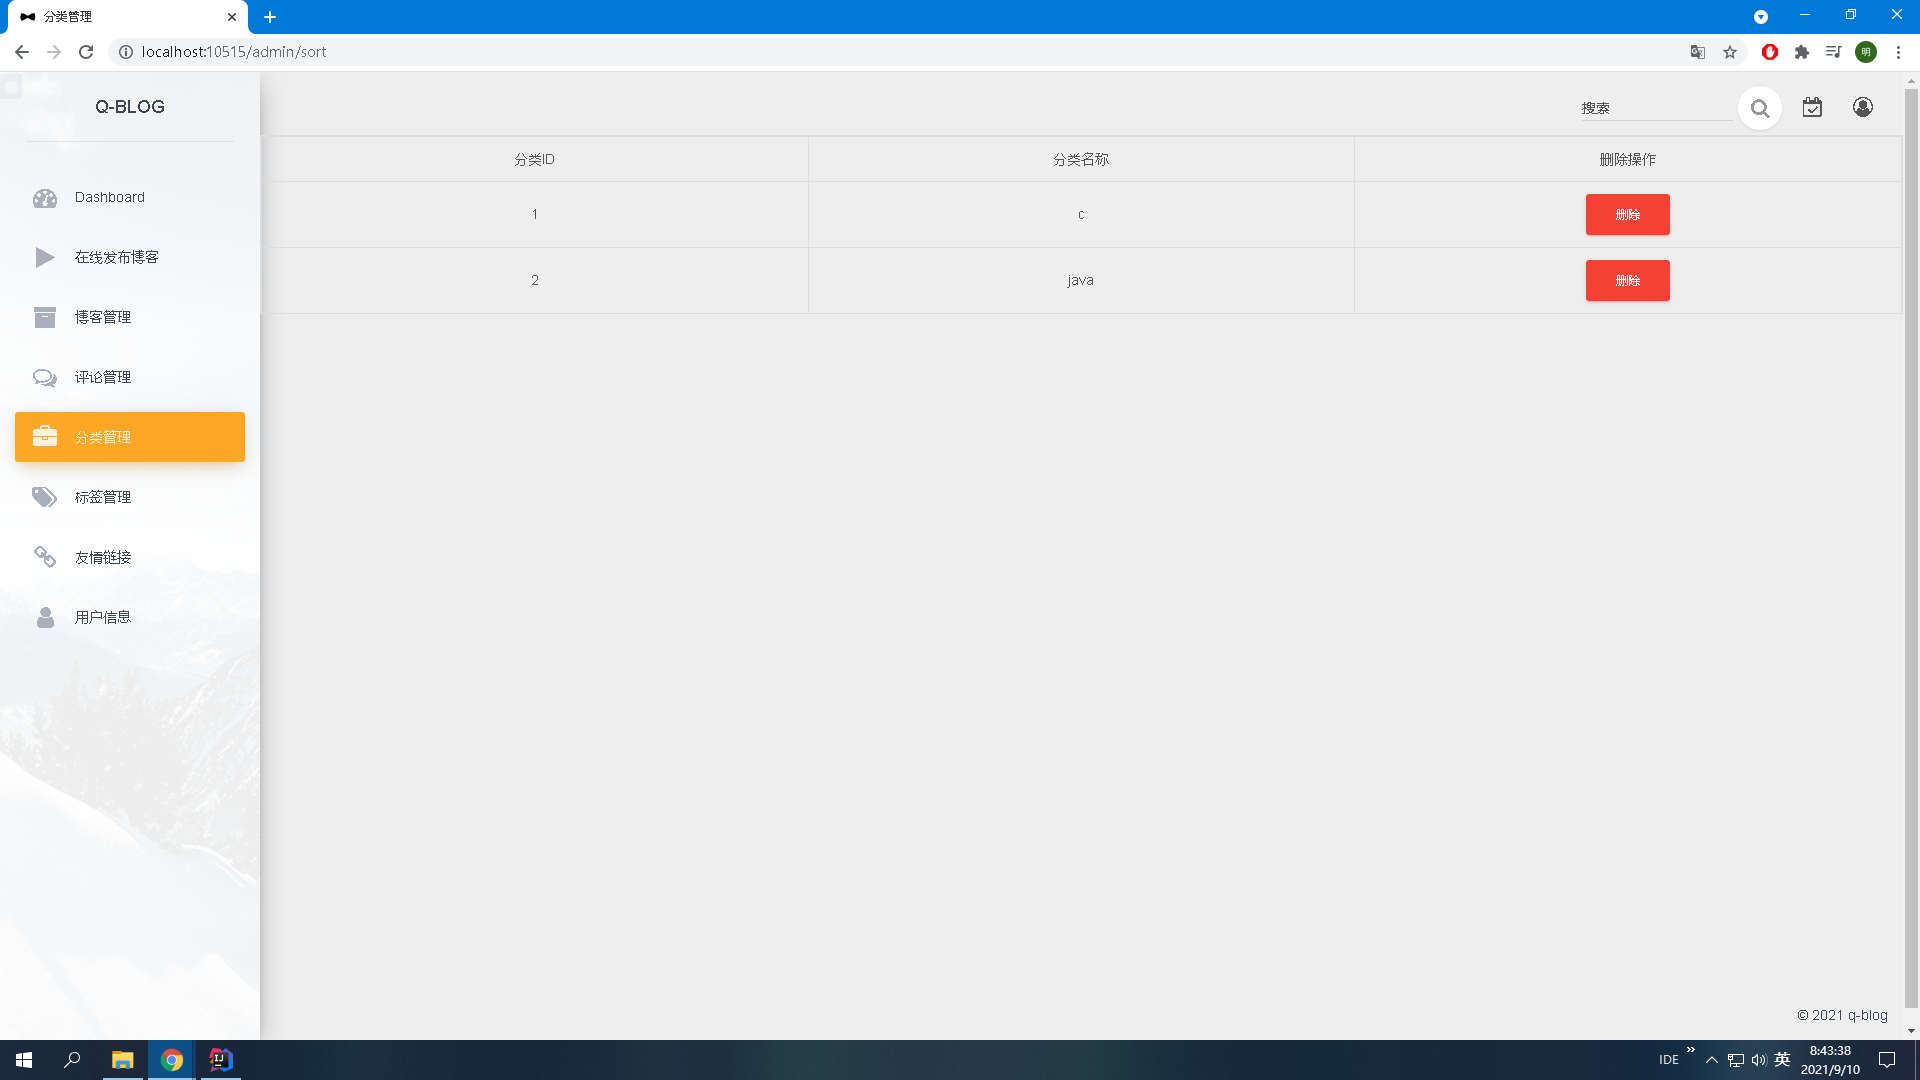 分类管理
localhost:10515/admin/sort
明
Q-BLOG
搜索
Dashboard
在线发布博客
博客管理
评论管理
分类管理
标签管理
友情链接
用户信息
分类ID 分类名称 删除操作
1 c 删除
2 java 删除
© 2021 q-blog
IDE
英
8:43:38
2021/9/10